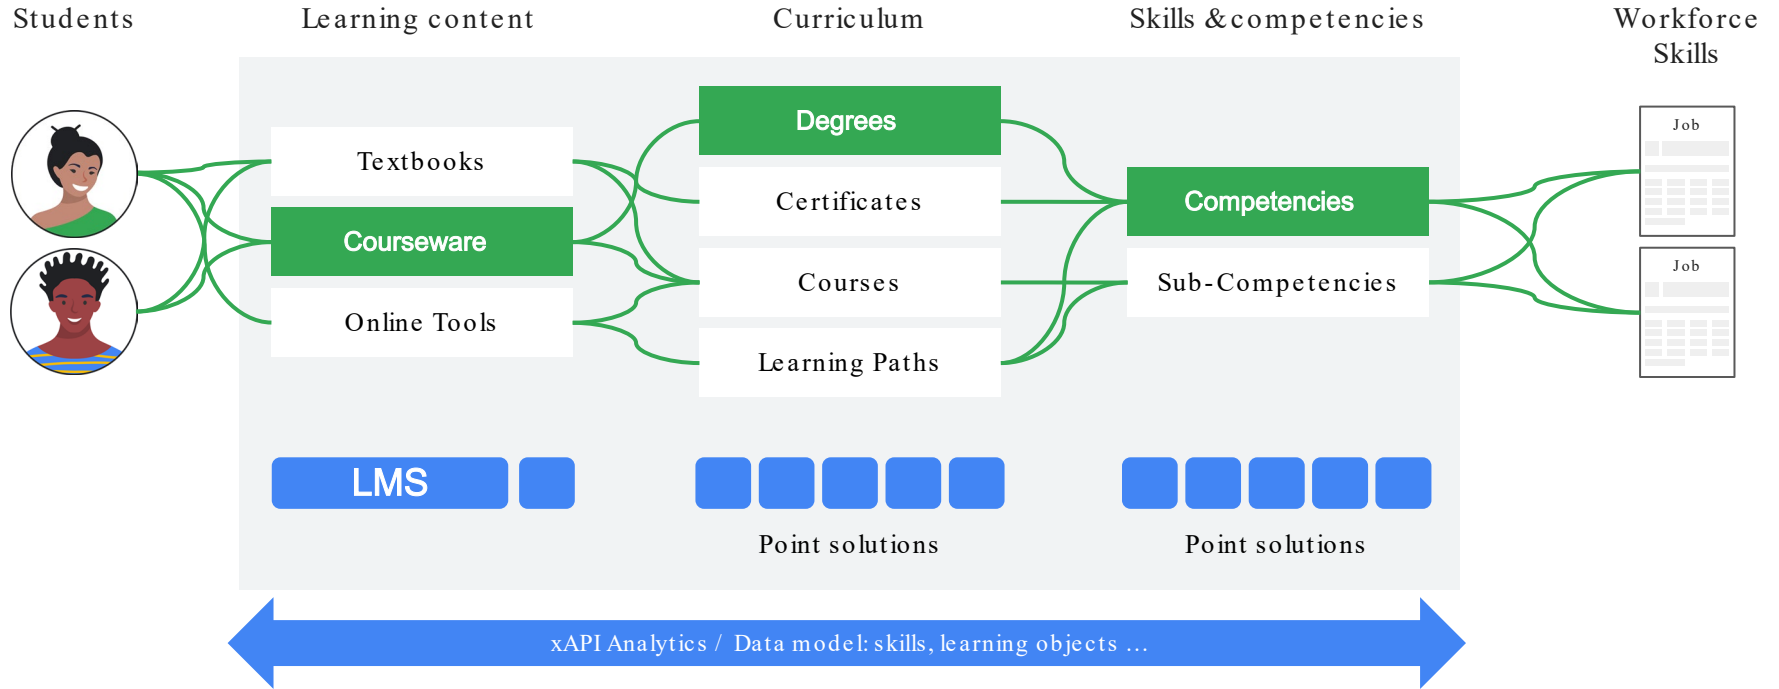 Students
Learning content
Curriculum
Skills & competencies
Workforce
Skills
Textbooks
Courseware
Online Tools
Degrees
Certificates
Courses
Learning Paths
Competencies
Sub-Competencies
Job
Job
LMS
Point solutions
Point solutions
xAPI Analytics / Data model: skills, learning objects ...